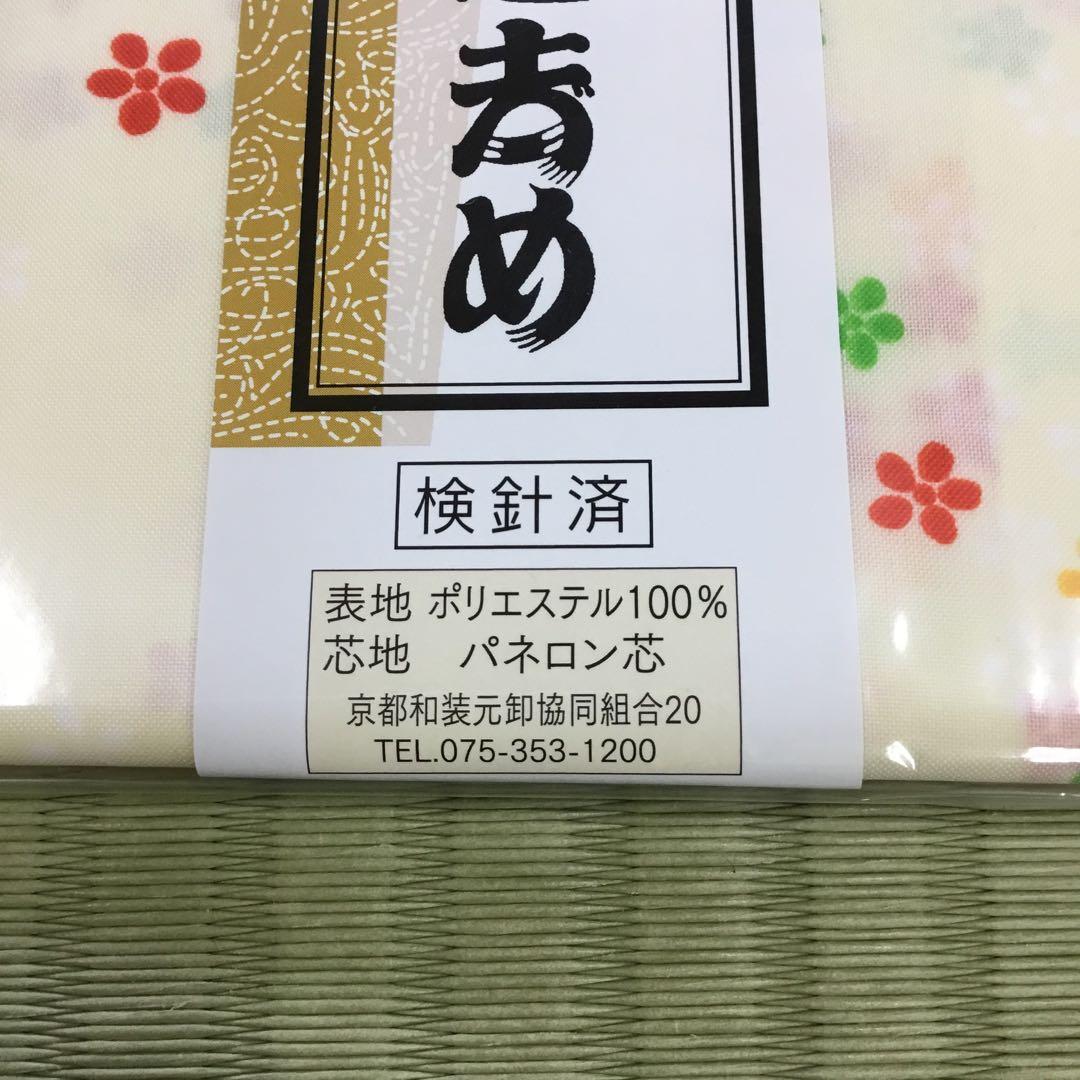 め
検針済
表地 ポリエステル100%
芯地　パネロン芯
京都和装元卸協同組合20
TEL.075-353-1200